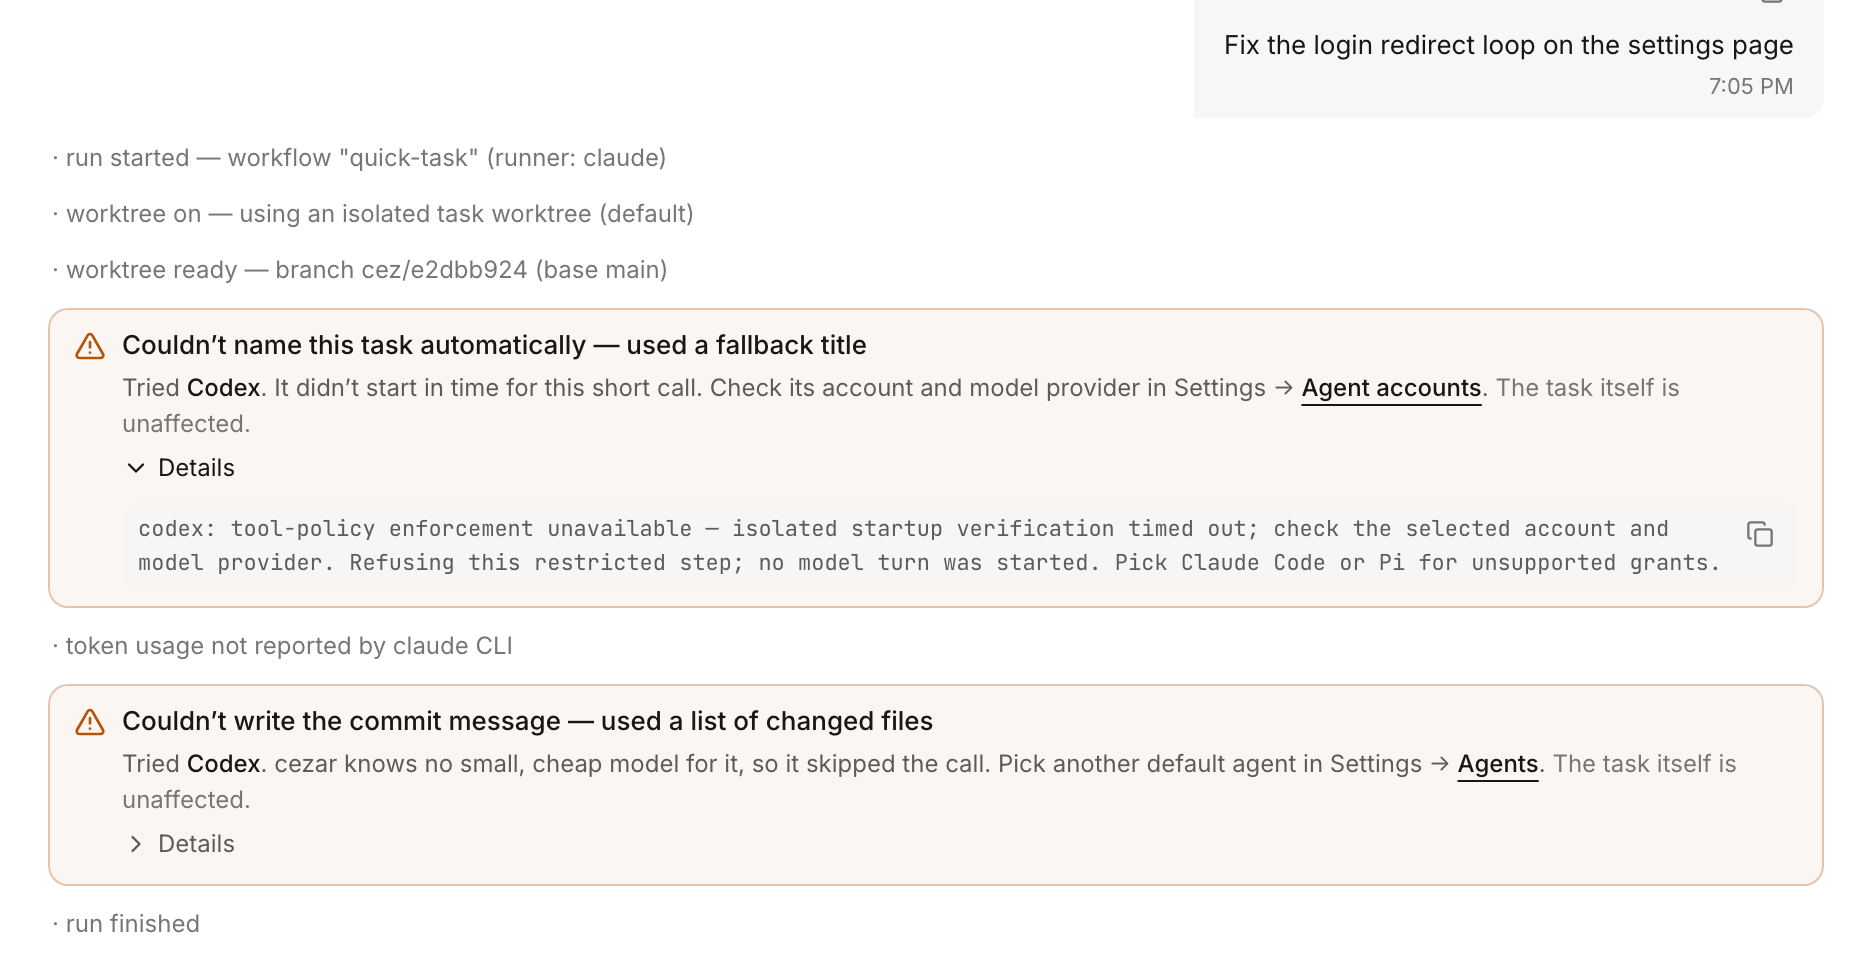 Fix the login redirect loop on the settings page
7:05 PM
· run started — workflow "quick-task" (runner: claude)
· worktree on — using an isolated task worktree (default)
· worktree ready — branch cez/e2dbb924 (base main)
Couldn’t name this task automatically — used a fallback title
Tried Codex. It didn’t start in time for this short call. Check its account and model provider in Settings → Agent accounts. The task itself is
unaffected.
Details
codex: tool-policy enforcement unavailable — isolated startup verification timed out; check the selected account and
model provider. Refusing this restricted step; no model turn was started. Pick Claude Code or Pi for unsupported grants.
· token usage not reported by claude CLI
Couldn’t write the commit message — used a list of changed files
Tried Codex. cezar knows no small, cheap model for it, so it skipped the call. Pick another default agent in Settings → Agents. The task itself is
unaffected.
Details
· run finished